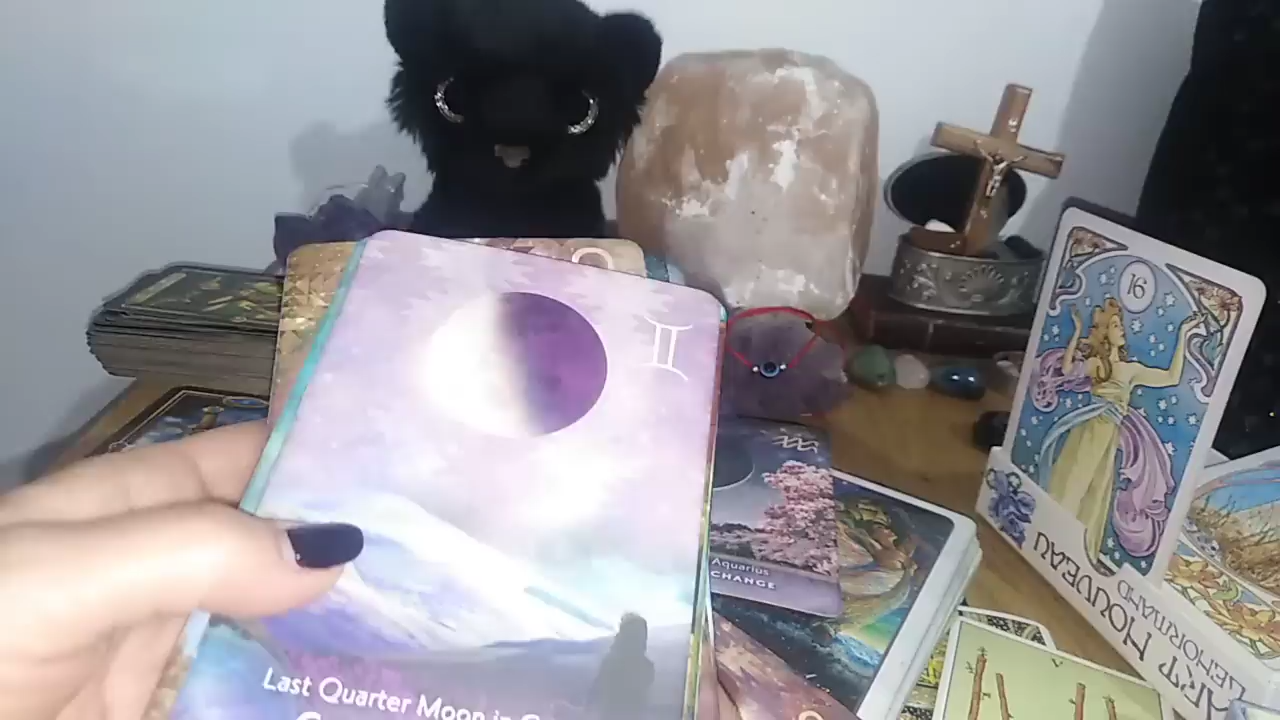 16
Aquarius
CHANGE
ART NOUVEAU
LENORMAND
Last Quarter Moon in